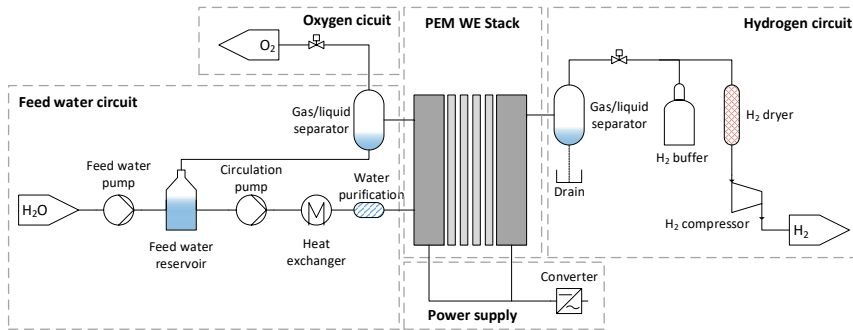 Oxygen cicuit
PEM WE Stack
Hydrogen circuit
O₂
Feed water circuit
Gas/liquid
separator
Gas/liquid
separator
H₂ dryer
H₂ buffer
Feed water
pump
Circulation
pump
Water
purification
Drain
H₂O
H₂ compressor
H₂
Feed water
reservoir
Heat
exchanger
Converter
Power supply